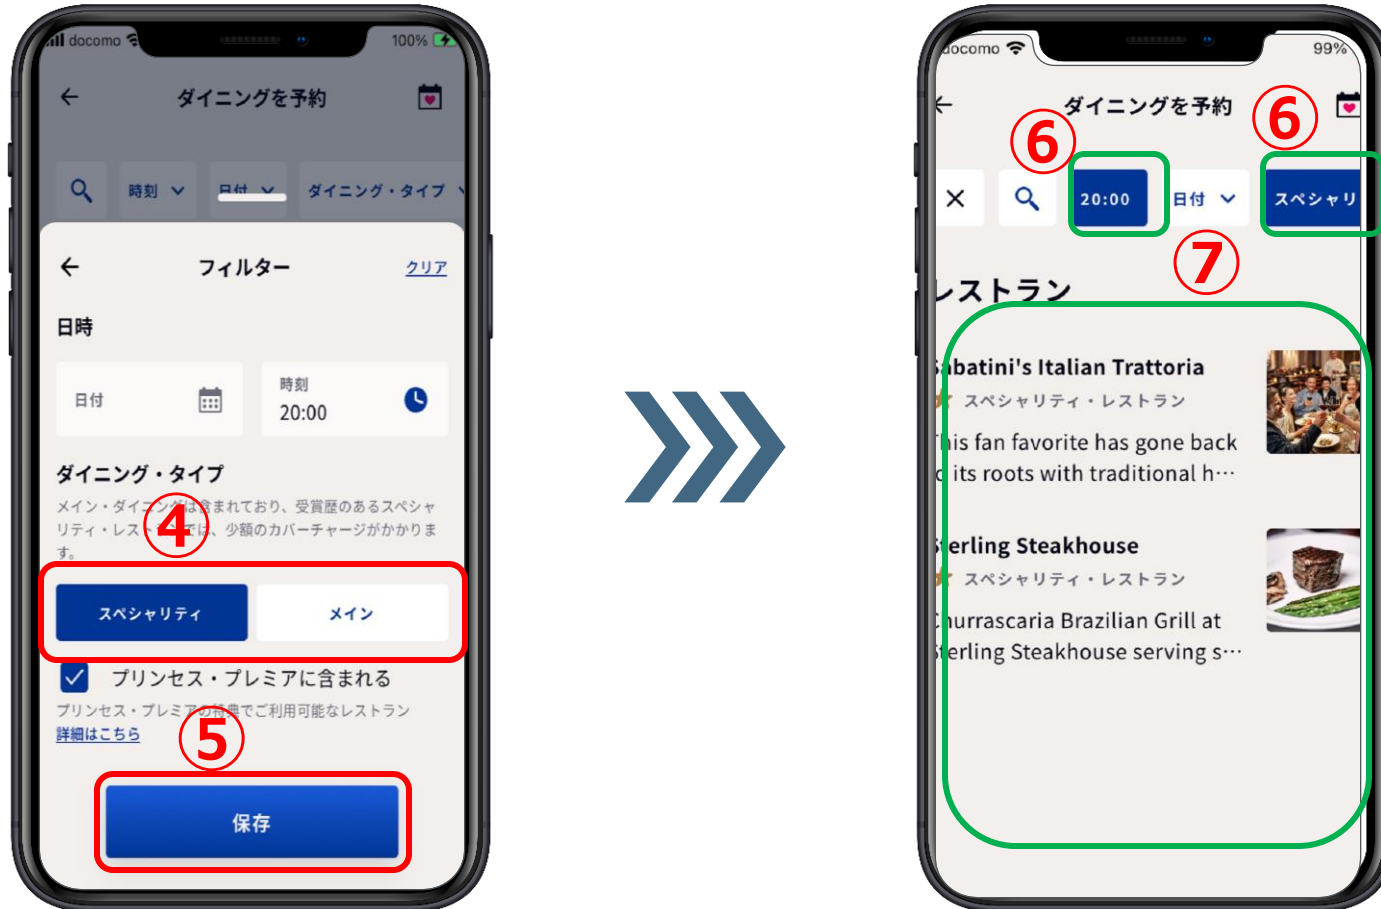 docomo
100%
ダイニングを予約
時刻
日付
ダイニング・タイプ
フィルター
クリア
日時
日付
時刻
20:00
ダイニング・タイプ
メイン・ダイニングは含まれており、受賞歴のあるスペシャ
リティ・レストランでは、少額のカバーチャージがかかりま
す。
④
スペシャリティ
メイン
プリンセス・プレミアに含まれる
プリンセス・プレミアの特典でご利用可能なレストラン
詳細はこちら
⑤
保存
docomo
99%
ダイニングを予約
⑥
⑥
20:00
日付
スペシャリ
⑦
レストラン
Sabatini's Italian Trattoria
スペシャリティ・レストラン
This fan favorite has gone back
to its roots with traditional h…
Sterling Steakhouse
スペシャリティ・レストラン
Churrascaria Brazilian Grill at
Sterling Steakhouse serving s…